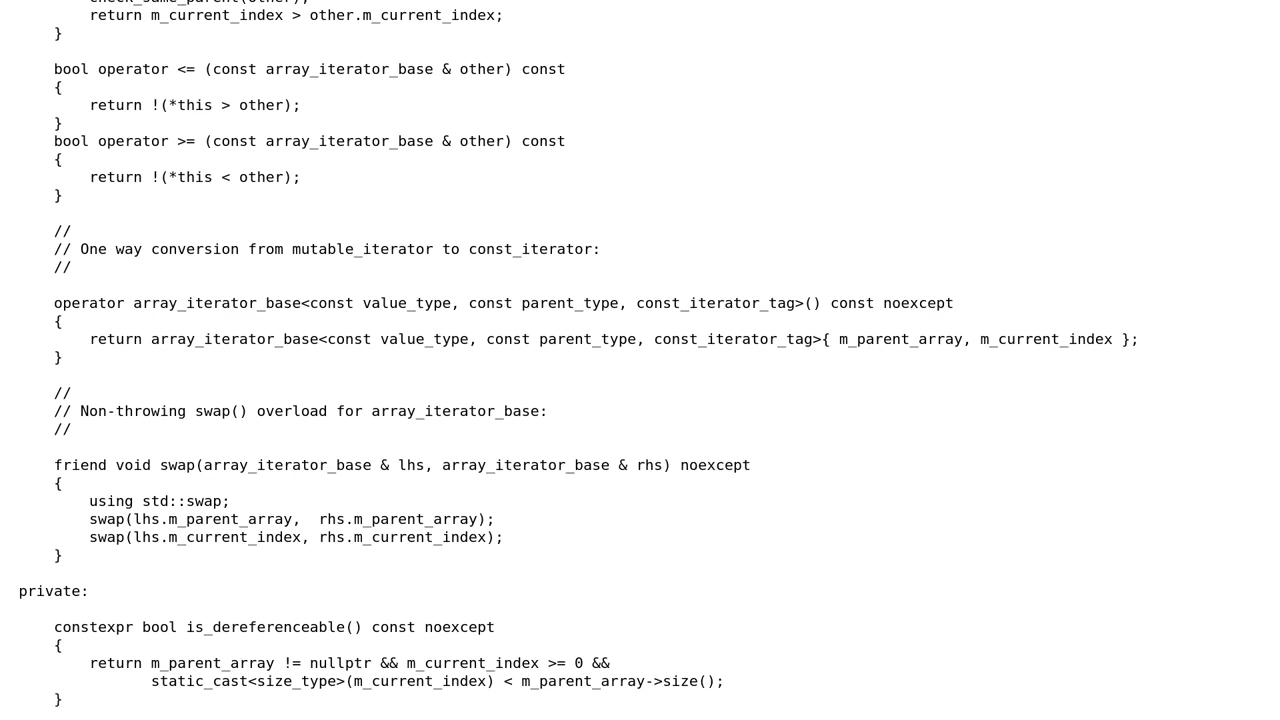 check_same_parent(other);
return m_current_index > other.m_current_index;
}
bool operator <= (const array_iterator_base & other) const
{
return !(*this > other);
}
bool operator >= (const array_iterator_base & other) const
{
return !(*this < other);
}
//
// One way conversion from mutable_iterator to const_iterator:
//
operator array_iterator_base<const value_type, const parent_type, const_iterator_tag>() const noexcept
{
return array_iterator_base<const value_type, const parent_type, const_iterator_tag>{ m_parent_array, m_current_index };
}
//
// Non-throwing swap() overload for array_iterator_base:
//
friend void swap(array_iterator_base & lhs, array_iterator_base & rhs) noexcept
{
using std::swap;
swap(lhs.m_parent_array,  rhs.m_parent_array);
swap(lhs.m_current_index, rhs.m_current_index);
}
private:
constexpr bool is_dereferenceable() const noexcept
{
return m_parent_array != nullptr && m_current_index >= 0 &&
static_cast<size_type>(m_current_index) < m_parent_array->size();
}